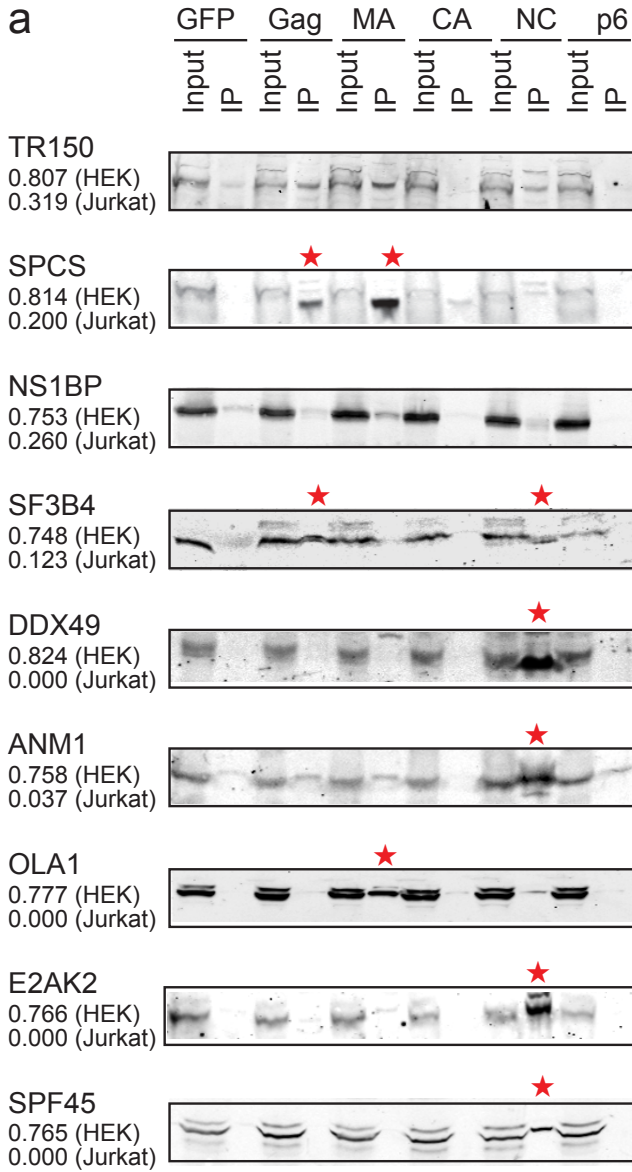 a
GFP Gag MA CA NC p6
Input IP Input IP Input IP Input IP Input IP Input IP
TR150
0.807 (HEK)
0.319 (Jurkat)
SPCS
0.814 (HEK)
0.200 (Jurkat)
NS1BP
0.753 (HEK)
0.260 (Jurkat)
SF3B4
0.748 (HEK)
0.123 (Jurkat)
DDX49
0.824 (HEK)
0.000 (Jurkat)
ANM1
0.758 (HEK)
0.037 (Jurkat)
OLA1
0.777 (HEK)
0.000 (Jurkat)
E2AK2
0.766 (HEK)
0.000 (Jurkat)
SPF45
0.765 (HEK)
0.000 (Jurkat)